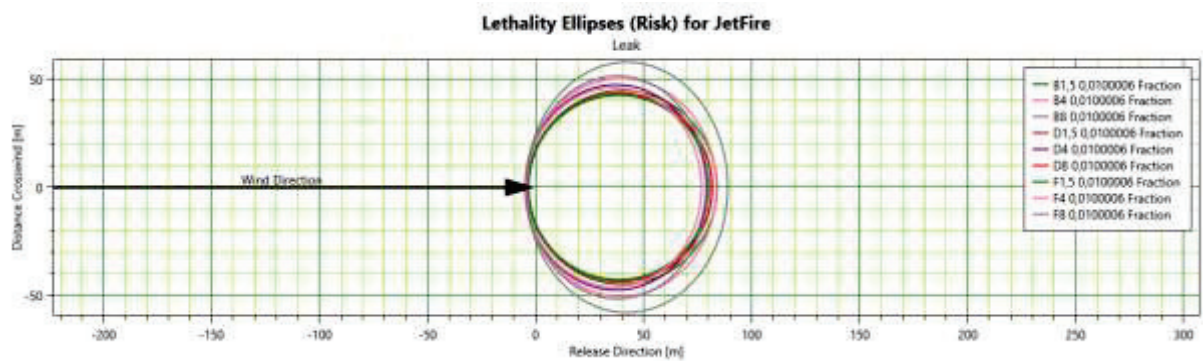 Lethality Ellipses (Risk) for JetFire
Leak
50
0
-50
Distance Crosswind [m]
Wind Direction
B1,5 0,0100006 Fraction
B4 0,0100006 Fraction
B8 0,0100006 Fraction
D1,5 0,0100006 Fraction
D4 0,0100006 Fraction
D8 0,0100006 Fraction
F1,5 0,0100006 Fraction
F4 0,0100006 Fraction
F8 0,0100006 Fraction
-200 -150 -100 -50 0 50 100 150 200 250 300
Release Direction [m]